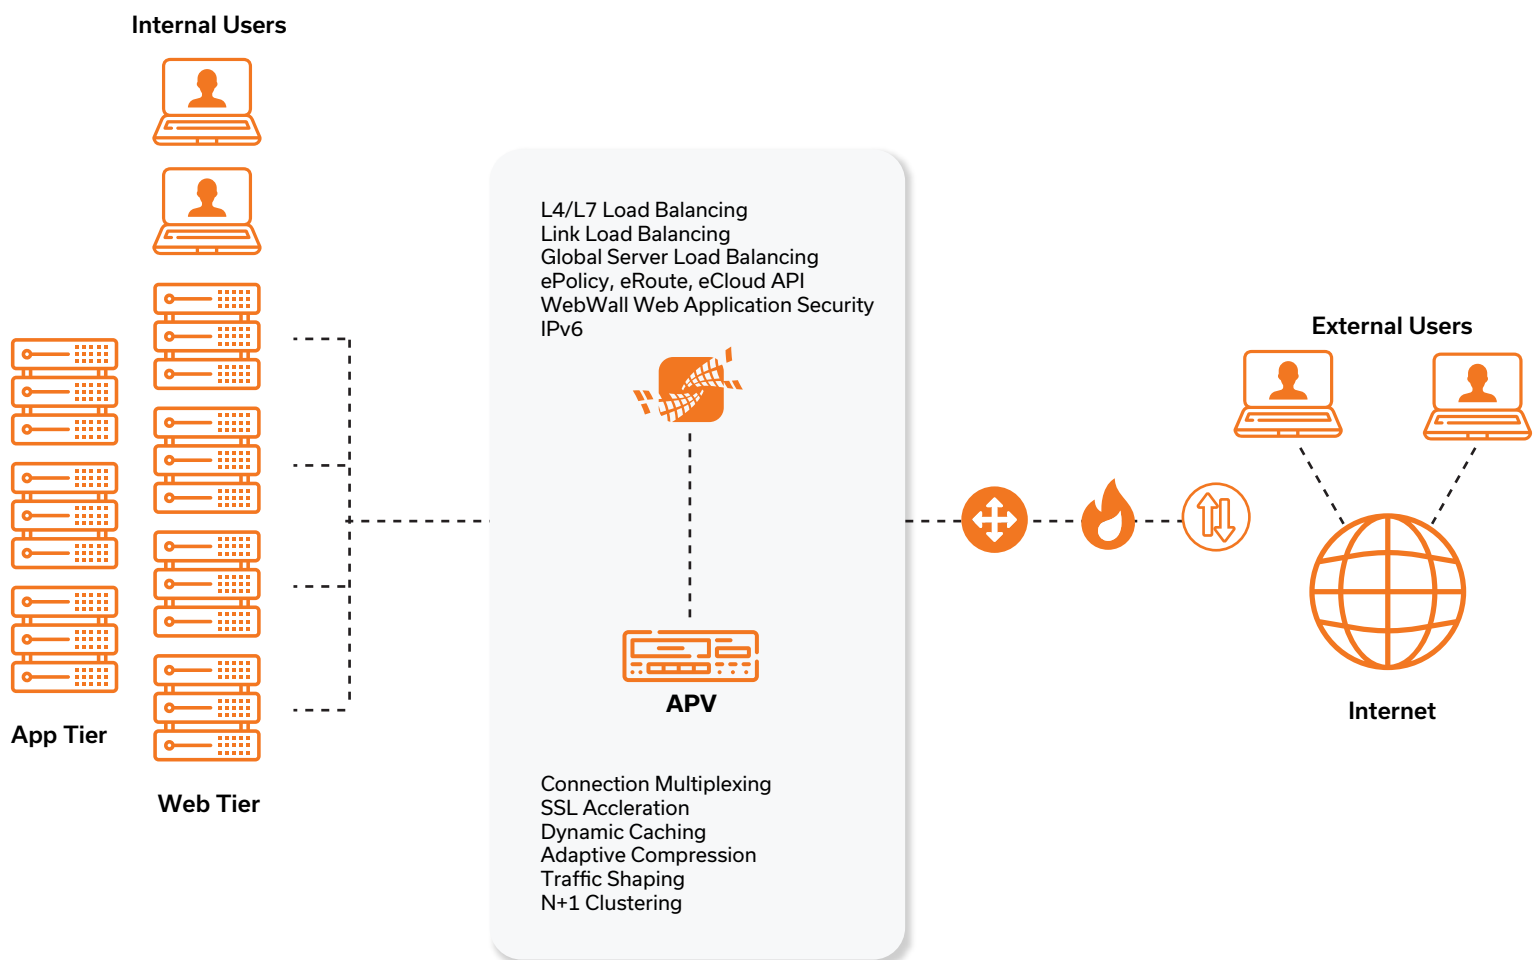 Internal Users
L4/L7 Load Balancing
Link Load Balancing
Global Server Load Balancing
ePolicy, eRoute, eCloud API
WebWall Web Application Security
IPv6
External Users
APV
Internet
App Tier
Web Tier
Connection Multiplexing
SSL Accleration
Dynamic Caching
Adaptive Compression
Traffic Shaping
N+1 Clustering